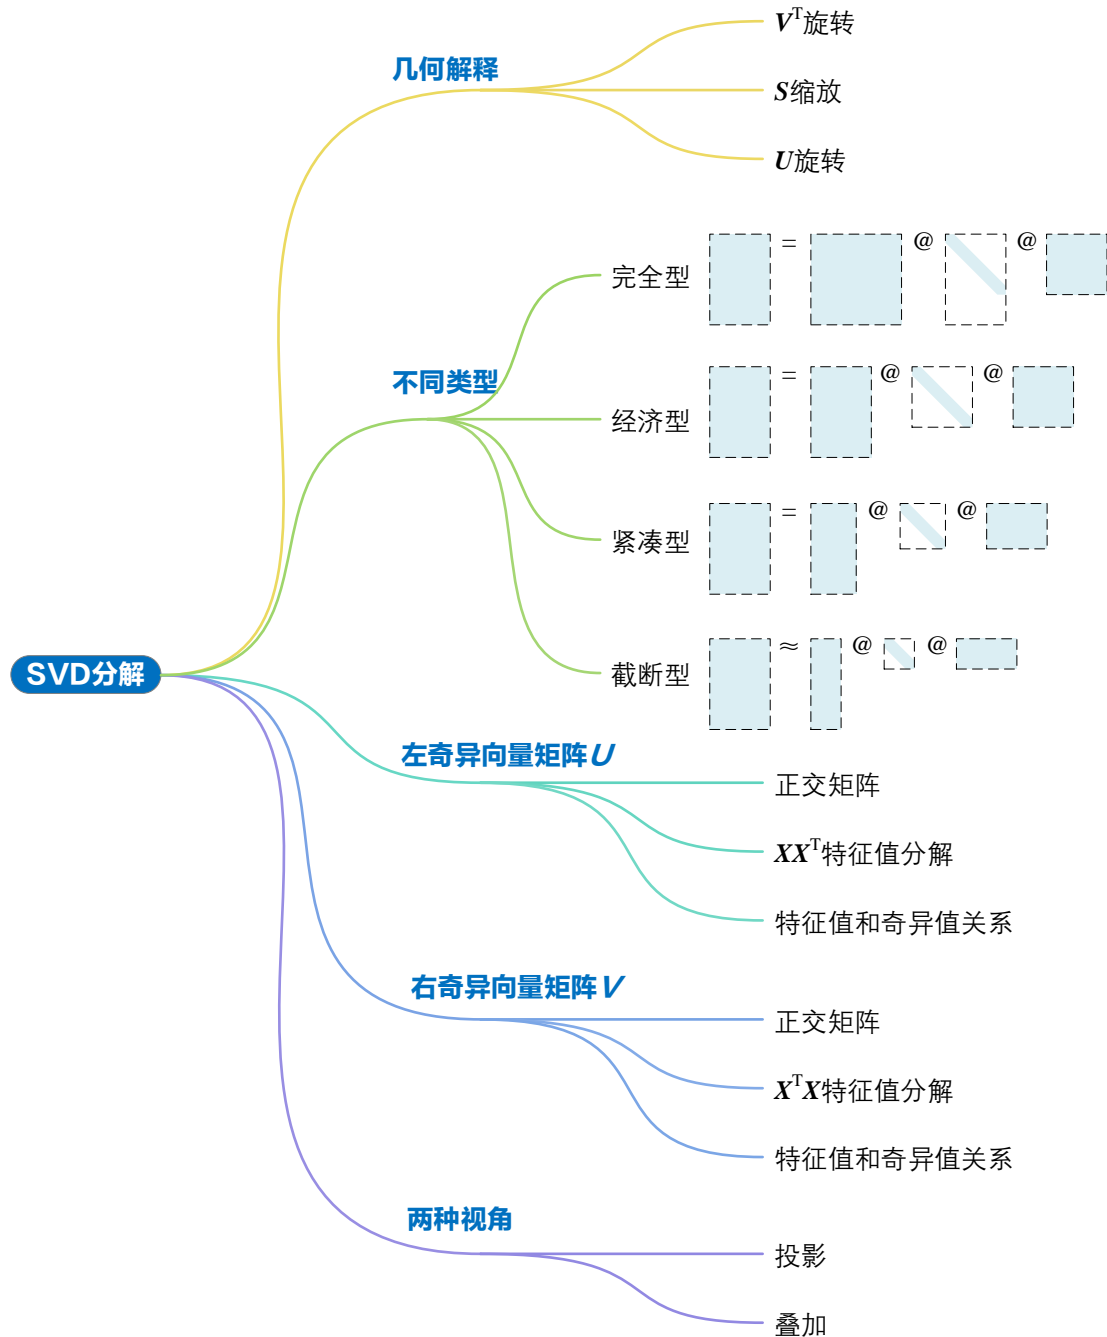 V^T旋转
几何解释
S缩放
U旋转
= @ @
完全型
不同类型
= @ @
经济型
= @ @
紧凑型
≈ @ @
截断型
SVD分解
左奇异向量矩阵U
正交矩阵
XX^T特征值分解
特征值和奇异值关系
右奇异向量矩阵V
正交矩阵
X^TX特征值分解
特征值和奇异值关系
两种视角
投影
叠加